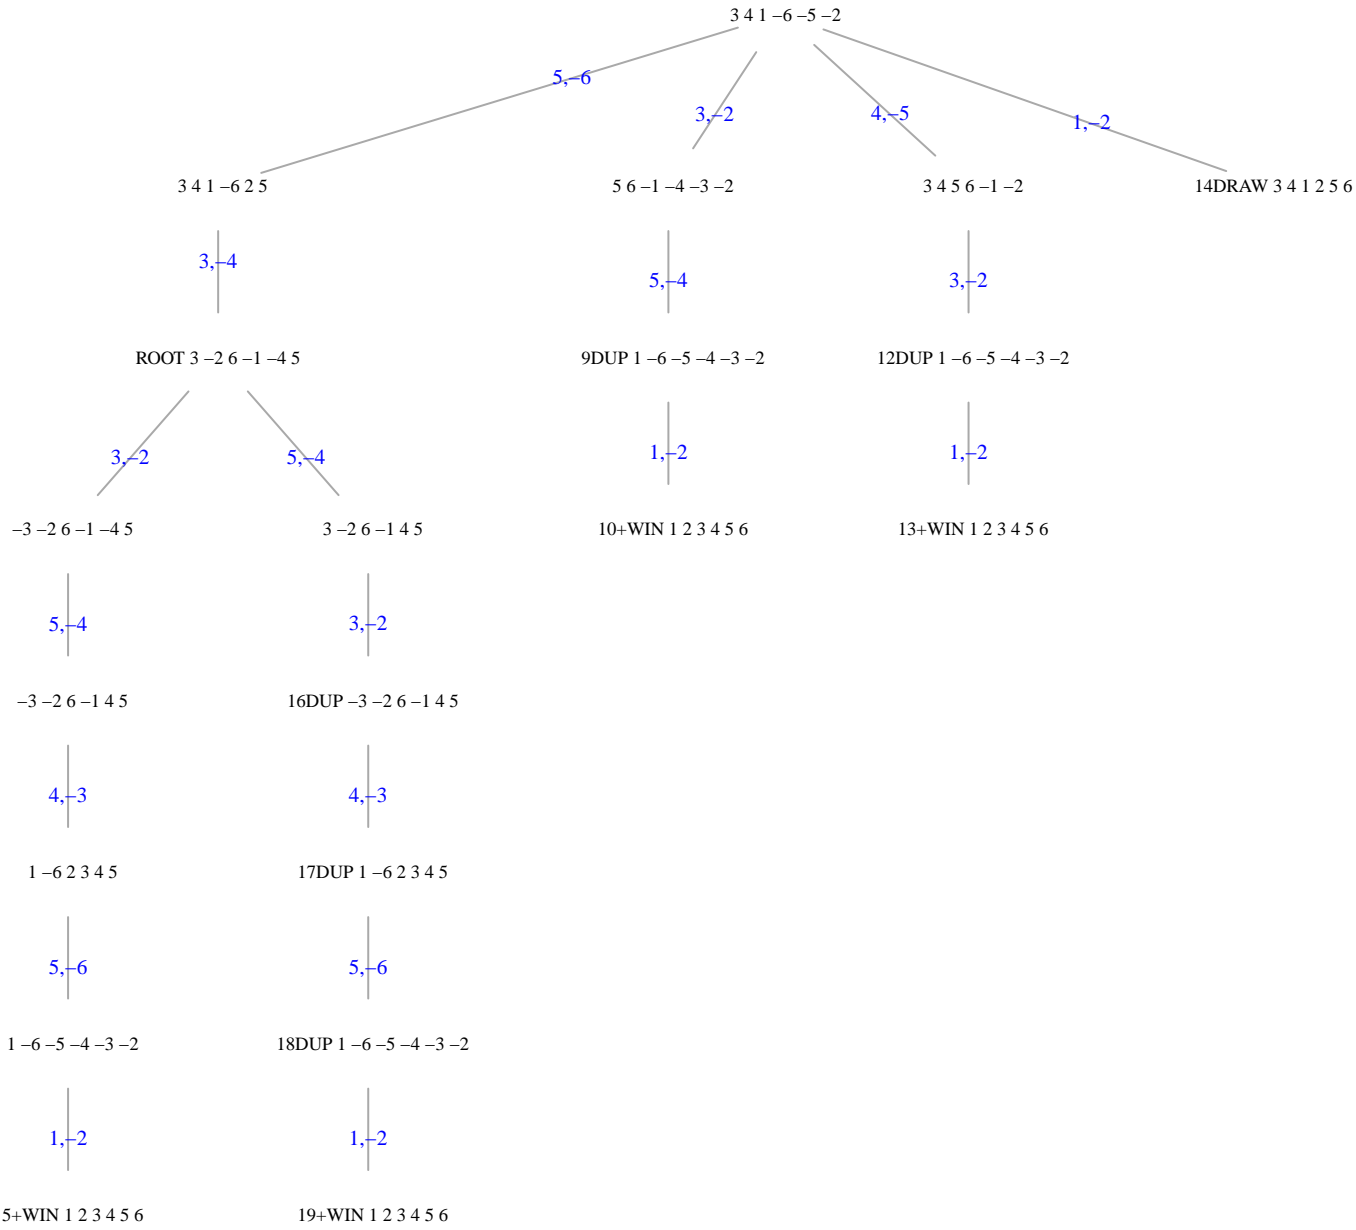 3 4 1 –6 –5 –2
5,–6
3,–2
4,–5
1,–2
3 4 1 –6 2 5
5 6 –1 –4 –3 –2
3 4 5 6 –1 –2
14DRAW 3 4 1 2 5 6
3,–4
5,–4
3,–2
ROOT 3 –2 6 –1 –4 5
9DUP 1 –6 –5 –4 –3 –2
12DUP 1 –6 –5 –4 –3 –2
3,–2
5,–4
1,–2
1,–2
–3 –2 6 –1 –4 5
3 –2 6 –1 4 5
10+WIN 1 2 3 4 5 6
13+WIN 1 2 3 4 5 6
5,–4
3,–2
–3 –2 6 –1 4 5
16DUP –3 –2 6 –1 4 5
4,–3
4,–3
1 –6 2 3 4 5
17DUP 1 –6 2 3 4 5
5,–6
5,–6
1 –6 –5 –4 –3 –2
18DUP 1 –6 –5 –4 –3 –2
1,–2
1,–2
5+WIN 1 2 3 4 5 6
19+WIN 1 2 3 4 5 6